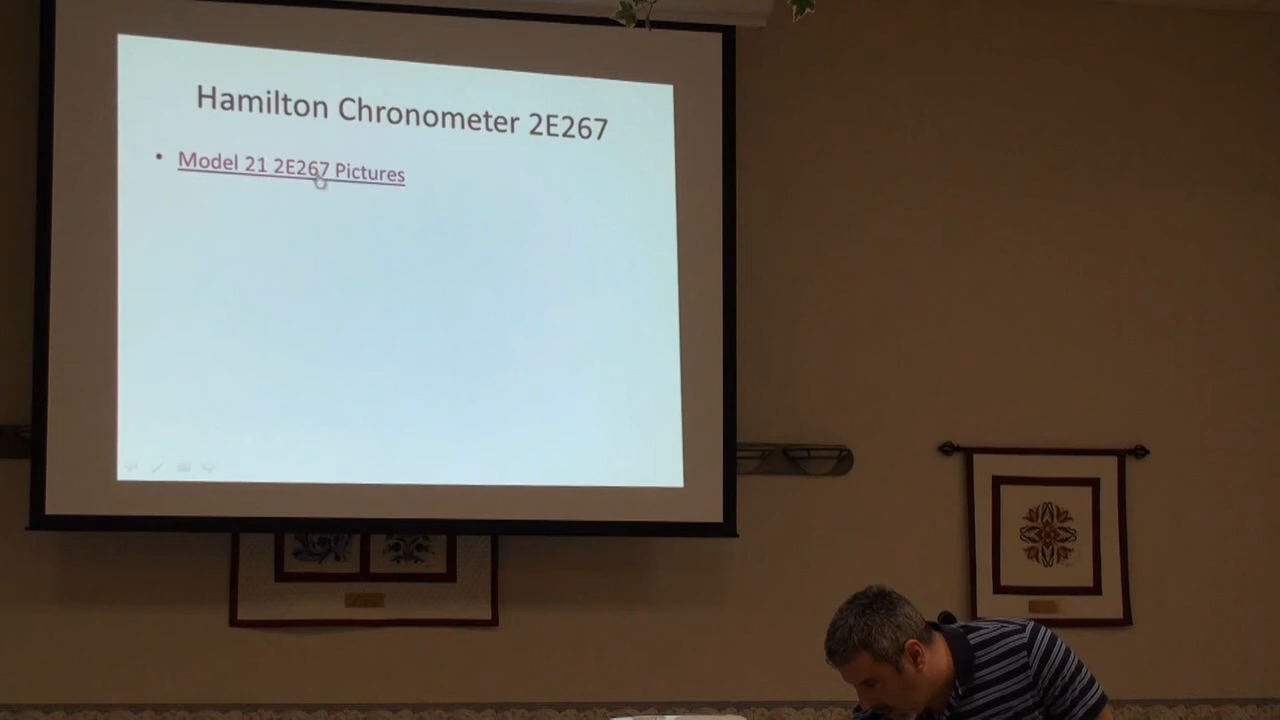 Hamilton Chronometer 2E267
• Model 21 2E267 Pictures